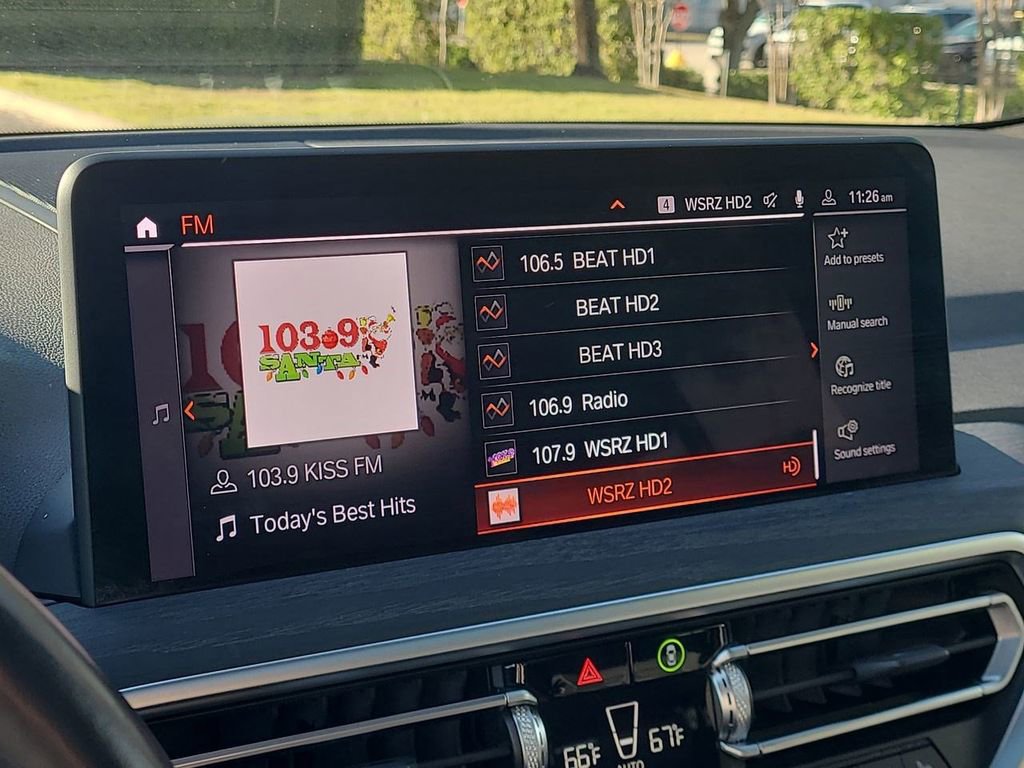 FM
4 WSRZ HD2
11:26 am
103.9
SANTA
103.9 KISS FM
Today's Best Hits
106.5 BEAT HD1
BEAT HD2
BEAT HD3
106.9 Radio
107.9 WSRZ HD1
WSRZ HD2
HD
Add to presets
Manual search
Recognize title
Sound settings
66°F
67°F
AUTO